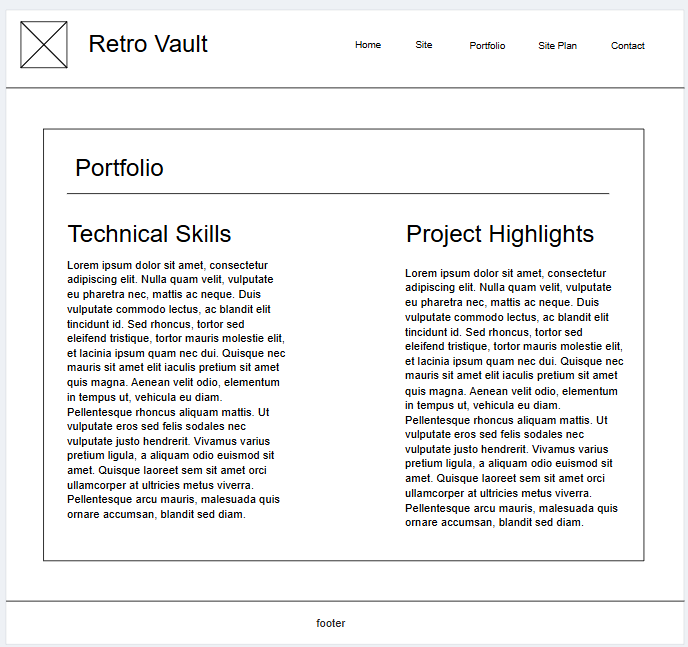 Retro Vault
Home Site Portfolio Site Plan Contact
Portfolio
Technical Skills
Lorem ipsum dolor sit amet, consectetur
adipiscing elit. Nulla quam velit, vulputate
eu pharetra nec, mattis ac neque. Duis
vulputate commodo lectus, ac blandit elit
tincidunt id. Sed rhoncus, tortor sed
eleifend tristique, tortor mauris molestie elit,
et lacinia ipsum quam nec dui. Quisque nec
mauris sit amet elit iaculis pretium sit amet
quis magna. Aenean velit odio, elementum
in tempus ut, vehicula eu diam.
Pellentesque rhoncus aliquam mattis. Ut
vulputate eros sed felis sodales nec
vulputate justo hendrerit. Vivamus varius
pretium ligula, a aliquam odio euismod sit
amet. Quisque laoreet sem sit amet orci
ullamcorper at ultricies metus viverra.
Pellentesque arcu mauris, malesuada quis
ornare accumsan, blandit sed diam.
Project Highlights
Lorem ipsum dolor sit amet, consectetur
adipiscing elit. Nulla quam velit, vulputate
eu pharetra nec, mattis ac neque. Duis
vulputate commodo lectus, ac blandit elit
tincidunt id. Sed rhoncus, tortor sed
eleifend tristique, tortor mauris molestie elit,
et lacinia ipsum quam nec dui. Quisque nec
mauris sit amet elit iaculis pretium sit amet
quis magna. Aenean velit odio, elementum
in tempus ut, vehicula eu diam.
Pellentesque rhoncus aliquam mattis. Ut
vulputate eros sed felis sodales nec
vulputate justo hendrerit. Vivamus varius
pretium ligula, a aliquam odio euismod sit
amet. Quisque laoreet sem sit amet orci
ullamcorper at ultricies metus viverra.
Pellentesque arcu mauris, malesuada quis
ornare accumsan, blandit sed diam.
footer